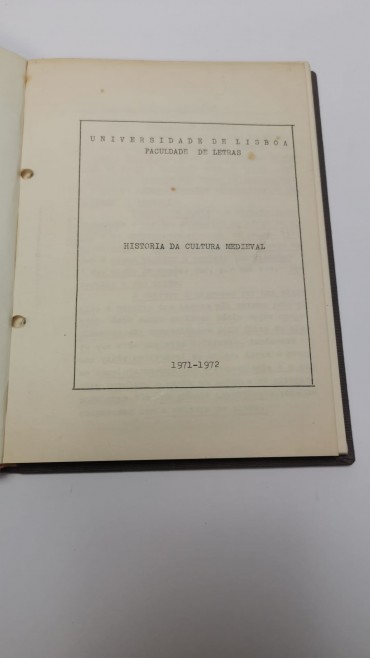 UNIVERSIDADE DE LISBOA
FACULDADE DE LETRAS
HISTORIA DA CULTURA MEDIEVAL
1971-1972